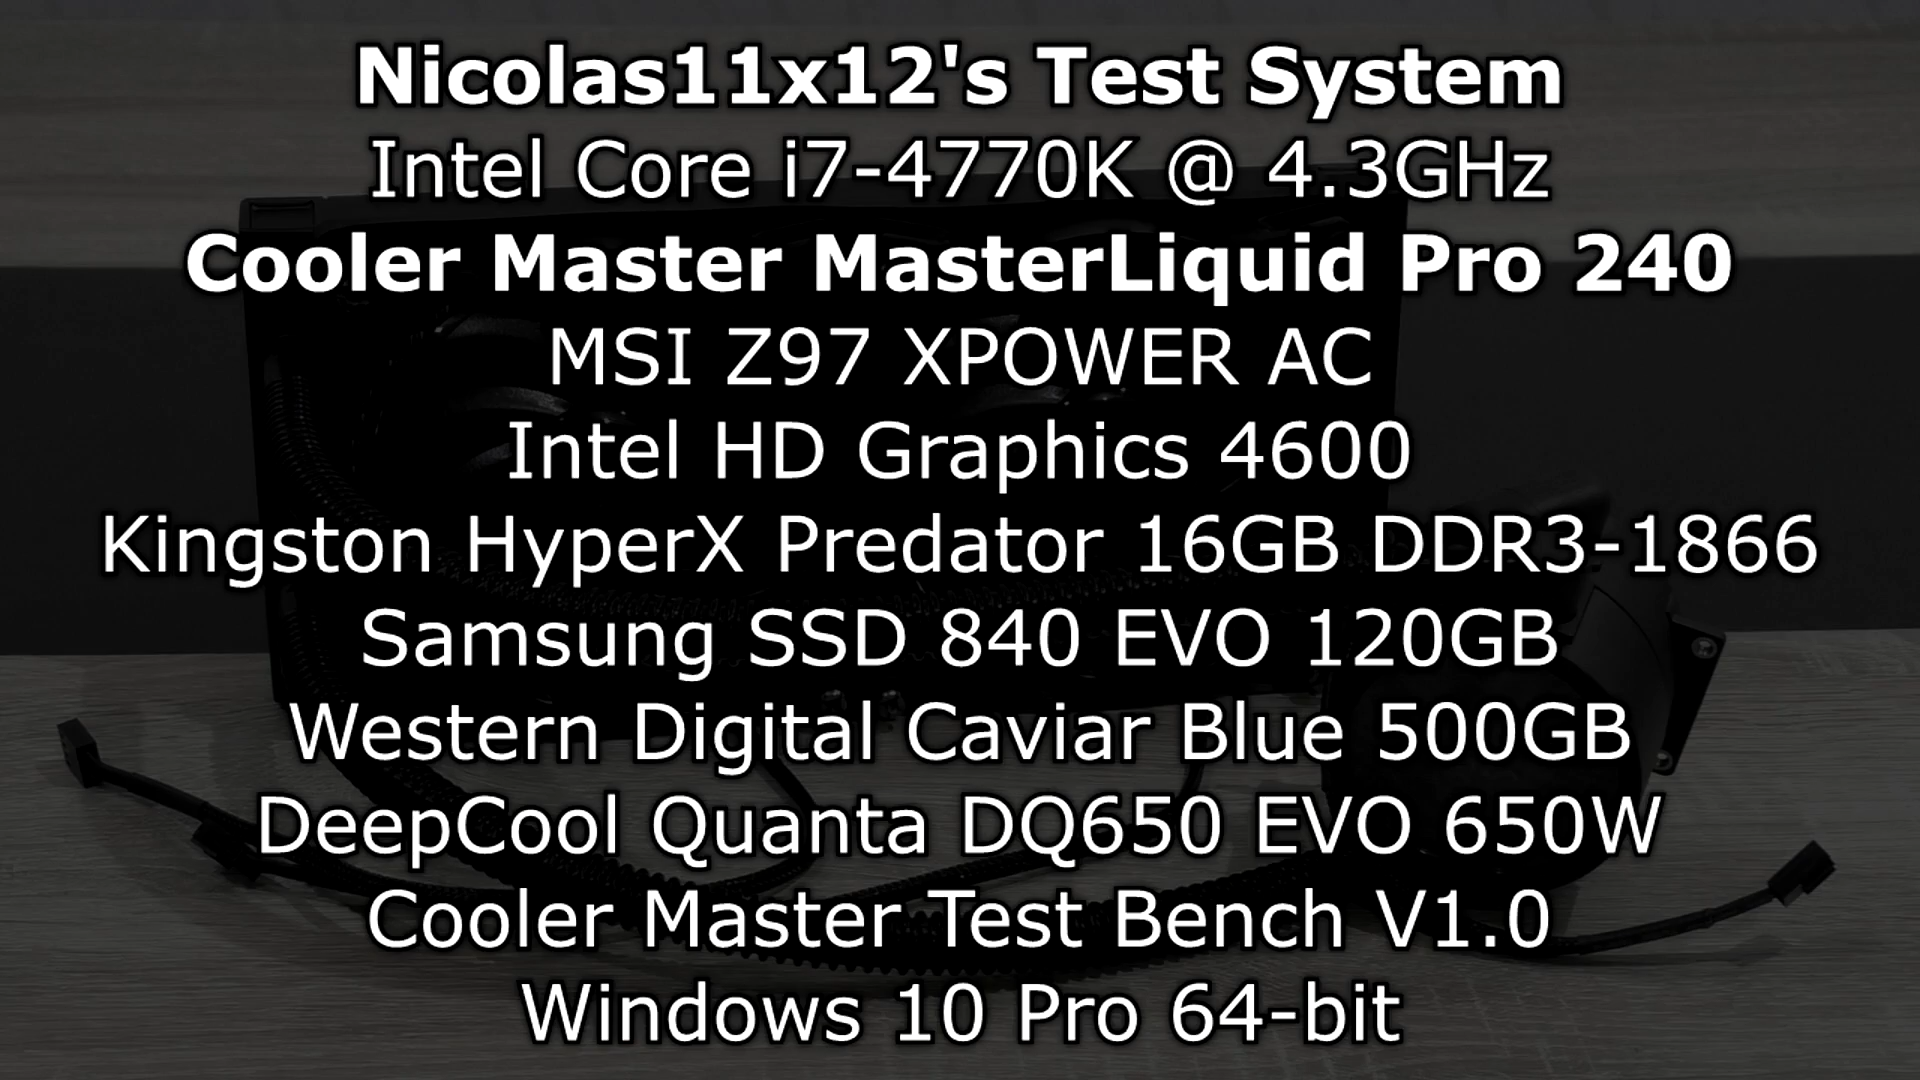 Nicolas11x12's Test System
Intel Core i7-4770K @ 4.3GHz
Cooler Master MasterLiquid Pro 240
MSI Z97 XPOWER AC
Intel HD Graphics 4600
Kingston HyperX Predator 16GB DDR3-1866
Samsung SSD 840 EVO 120GB
Western Digital Caviar Blue 500GB
DeepCool Quanta DQ650 EVO 650W
Cooler Master Test Bench V1.0
Windows 10 Pro 64-bit